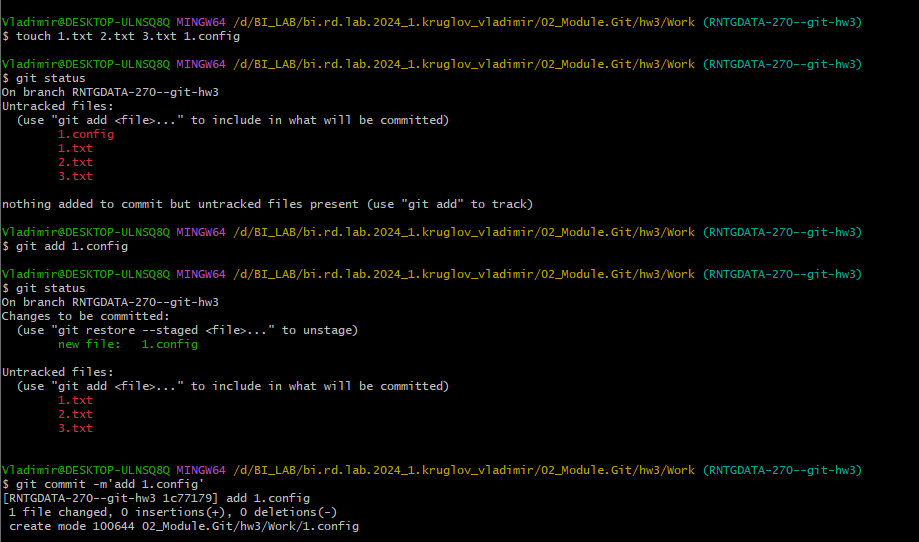 Vladimir@DESKTOP-ULNSQ8Q MINGW64 /d/BI_LAB/bi.rd.lab.2024_1.kruglov_vladimir/02_Module.Git/hw3/Work (RNTGDATA-270--git-hw3)
$ touch 1.txt 2.txt 3.txt 1.config
Vladimir@DESKTOP-ULNSQ8Q MINGW64 /d/BI_LAB/bi.rd.lab.2024_1.kruglov_vladimir/02_Module.Git/hw3/Work (RNTGDATA-270--git-hw3)
$ git status
On branch RNTGDATA-270--git-hw3
Untracked files:
  (use "git add <file>..." to include in what will be committed)
        1.config
        1.txt
        2.txt
        3.txt
nothing added to commit but untracked files present (use "git add" to track)
Vladimir@DESKTOP-ULNSQ8Q MINGW64 /d/BI_LAB/bi.rd.lab.2024_1.kruglov_vladimir/02_Module.Git/hw3/Work (RNTGDATA-270--git-hw3)
$ git add 1.config
Vladimir@DESKTOP-ULNSQ8Q MINGW64 /d/BI_LAB/bi.rd.lab.2024_1.kruglov_vladimir/02_Module.Git/hw3/Work (RNTGDATA-270--git-hw3)
$ git status
On branch RNTGDATA-270--git-hw3
Changes to be committed:
  (use "git restore --staged <file>..." to unstage)
        new file:   1.config
Untracked files:
  (use "git add <file>..." to include in what will be committed)
        1.txt
        2.txt
        3.txt
Vladimir@DESKTOP-ULNSQ8Q MINGW64 /d/BI_LAB/bi.rd.lab.2024_1.kruglov_vladimir/02_Module.Git/hw3/Work (RNTGDATA-270--git-hw3)
$ git commit -m'add 1.config'
[RNTGDATA-270--git-hw3 1c77179] add 1.config
 1 file changed, 0 insertions(+), 0 deletions(-)
 create mode 100644 02_Module.Git/hw3/Work/1.config